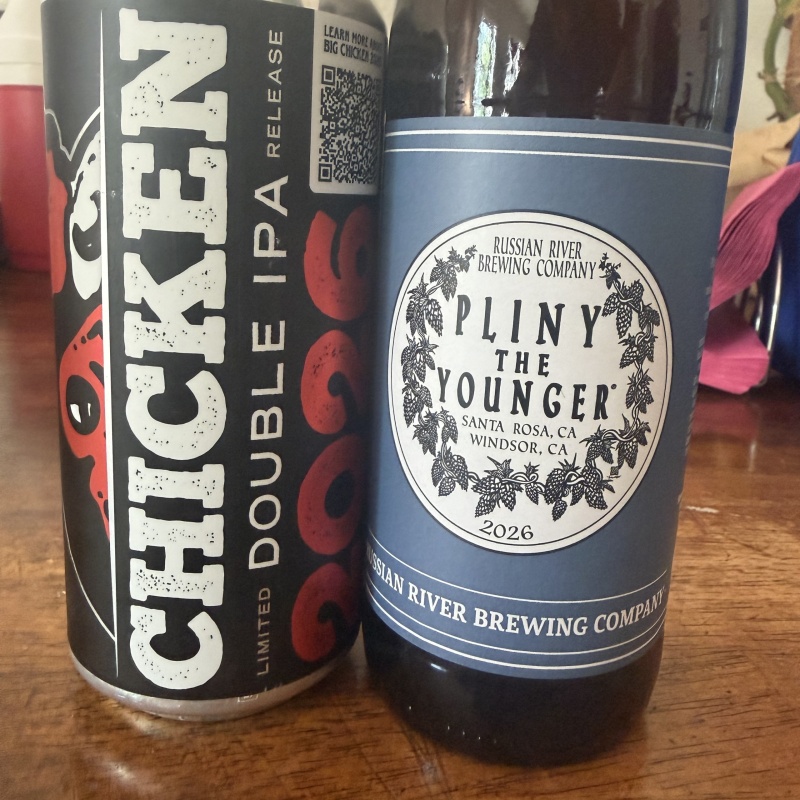 CHICKEN
LIMITED DOUBLE IPA RELEASE
2026
LEARN MORE
BIG CHICKEN
RUSSIAN RIVER
BREWING COMPANY
PLINY
THE
YOUNGER
SANTA ROSA, CA
WINDSOR, CA
2026
RUSSIAN RIVER BREWING COMPANY